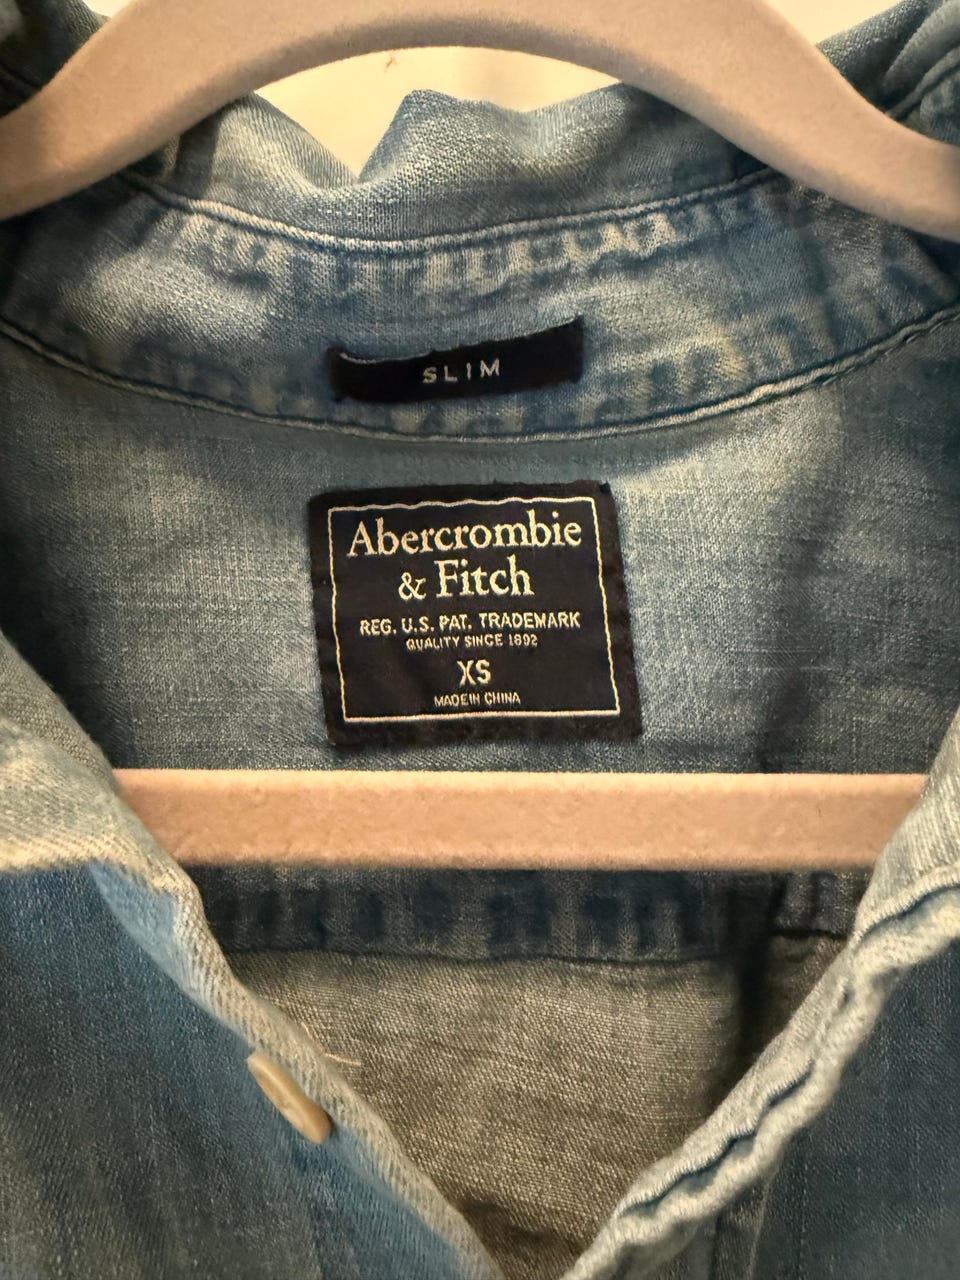 SLIM
Abercrombie
& Fitch
REG. U.S. PAT. TRADEMARK
QUALITY SINCE 1892
XS
MADE IN CHINA